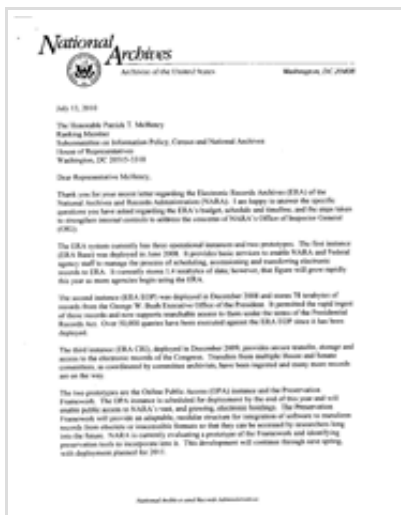 National Archives
Archives of the United States Washington, DC 20408
July 13, 2010
The Honorable Patrick T. McHenry
Ranking Member
Subcommittee on Information Policy, Census and National Archives
House of Representatives
Washington, DC 20515-3310
Dear Representative McHenry,
Thank you for your recent letter regarding the Electronic Records Archives (ERA) of the
National Archives and Records Administration (NARA). I am happy to answer the specific
questions you have asked regarding the ERA's budget, schedule and timeline, and the steps taken
to strengthen internal controls to address the concerns of NARA's Office of Inspector General
(OIG).
The ERA system currently has three operational instances and two prototypes. The first instance
(ERA Base) was deployed in June 2008. It provides basic services to enable NARA and Federal
agency staff to manage the process of scheduling, accessioning and transferring electronic
records to ERA. It currently stores 1.4 terabytes of data; however, that figure will grow rapidly
this year as more agencies begin using the ERA.
The second instance (ERA EOP) was deployed in December 2008 and stores 78 terabytes of
records from the George W. Bush Executive Office of the President. It permitted the rapid ingest
of these records and now supports searchable access to them under the terms of the Presidential
Records Act. Over 50,000 queries have been executed against the ERA EOP since it has been
deployed.
The third instance (ERA CRI), deployed in December 2009, provides secure transfer, storage and
access to the electronic records of the Congress. Transfers from multiple House and Senate
committees, as coordinated by committee archivists, have been ingested and many more records
are on the way.
The two prototypes are the Online Public Access (OPA) instance and the Preservation
Framework. The OPA instance is scheduled for deployment by the end of this year and will
enable public access to NARA's vast, and growing, electronic holdings. The Preservation
Framework will provide an adaptable, modular structure for integration of software to transform
records from obsolete or inaccessible formats so that they can be accessed by researchers long
into the future. NARA is currently evaluating a prototype of the Framework and identifying
preservation tools to incorporate into it. This development will continue through next spring,
with deployment planned for 2011.
National Archives and Records Administration